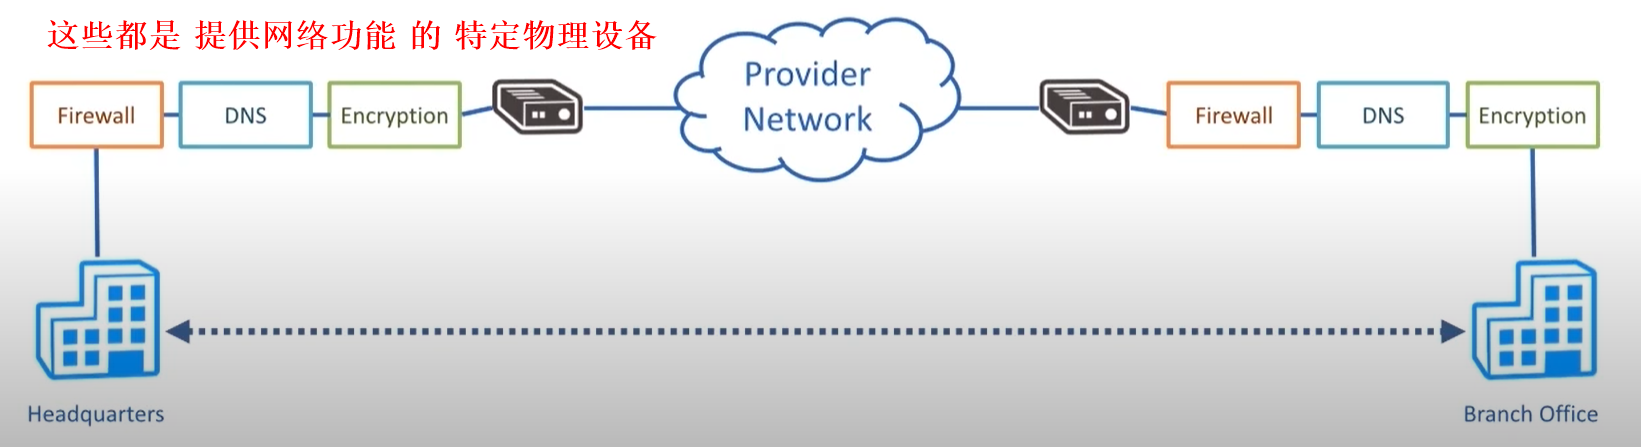 这些都是 提供网络功能 的 特定物理设备
Provider
Network
Firewall
DNS
Encryption
Firewall
DNS
Encryption
Headquarters
Branch Office